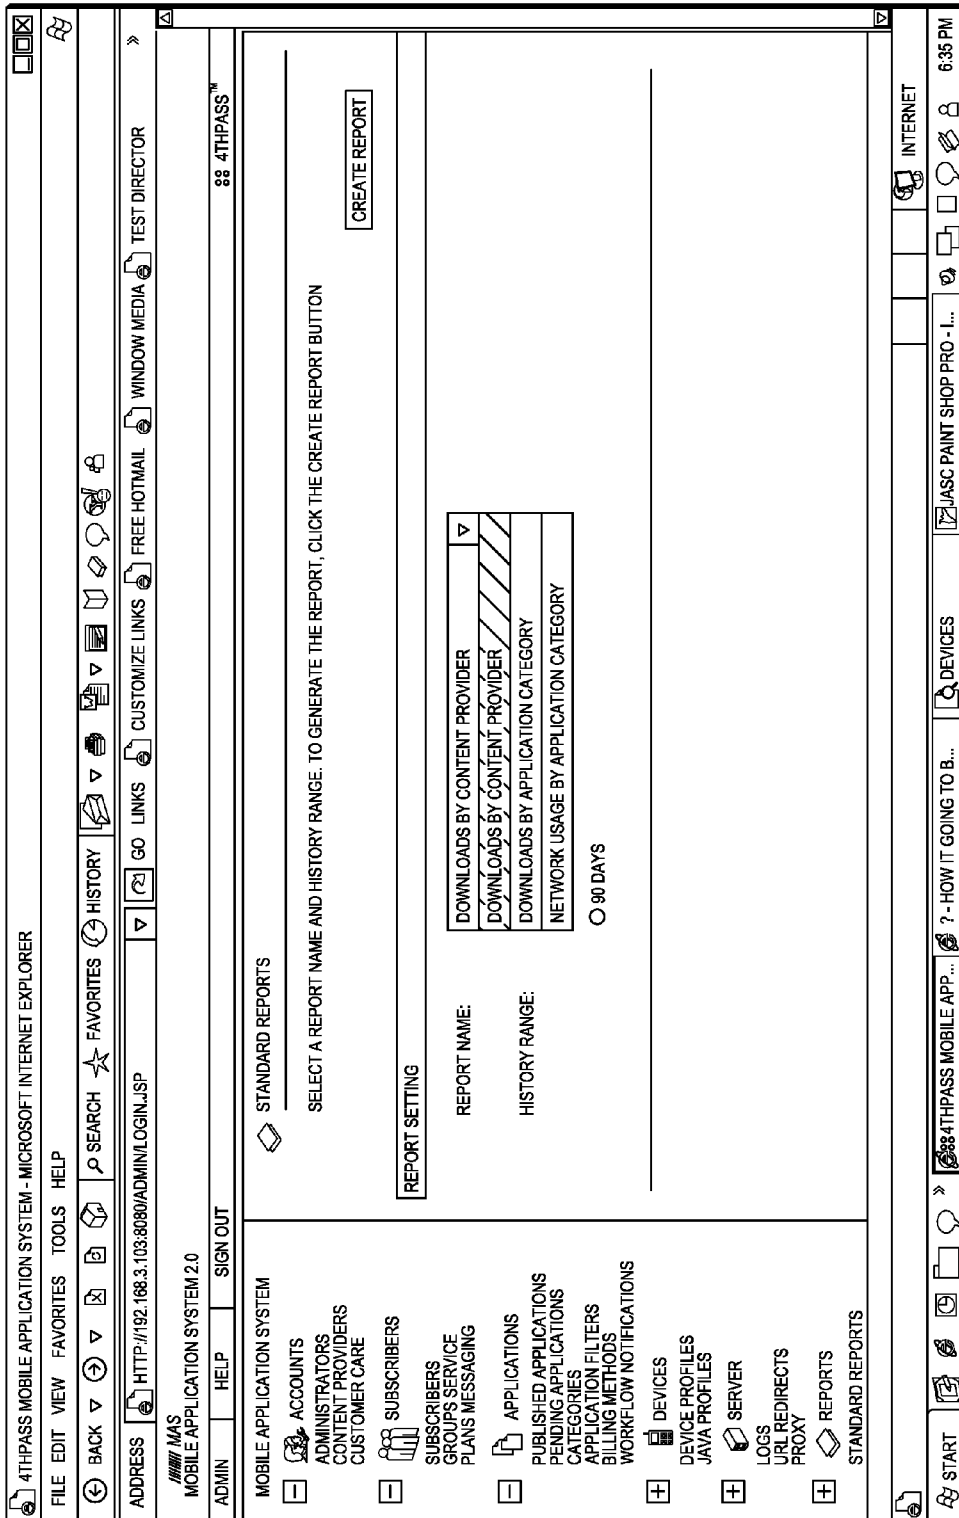 4THPASS MOBILE APPLICATION SYSTEM - MICROSOFT INTERNET EXPLORER
FILE EDIT VIEW FAVORITES TOOLS HELP
BACK SEARCH FAVORITES HISTORY
ADDRESS HTTP://192.168.3.103:8080/ADMIN/LOGIN.JSP GO LINKS CUSTOMIZE LINKS FREE HOTMAIL WINDOW MEDIA TEST DIRECTOR »
MAS
MOBILE APPLICATION SYSTEM 2.0
ADMIN HELP SIGN OUT 88 4THPASS™
MOBILE APPLICATION SYSTEM
ACCOUNTS
ADMINISTRATORS
CONTENT PROVIDERS
CUSTOMER CARE
SUBSCRIBERS
SUBSCRIBERS
GROUPS SERVICE
PLANS MESSAGING
APPLICATIONS
PUBLISHED APPLICATIONS
PENDING APPLICATIONS
CATEGORIES
APPLICATION FILTERS
BILLING METHODS
WORKFLOW NOTIFICATIONS
DEVICES
DEVICE PROFILES
JAVA PROFILES
SERVER
LOGS
URL REDIRECTS
PROXY
REPORTS
STANDARD REPORTS
STANDARD REPORTS
SELECT A REPORT NAME AND HISTORY RANGE. TO GENERATE THE REPORT, CLICK THE CREATE REPORT BUTTON
CREATE REPORT
REPORT SETTING
REPORT NAME: DOWNLOADS BY CONTENT PROVIDER
DOWNLOADS BY CONTENT PROVIDER
HISTORY RANGE: DOWNLOADS BY APPLICATION CATEGORY
NETWORK USAGE BY APPLICATION CATEGORY
90 DAYS
INTERNET
START » 88 4THPASS MOBILE APP... ? - HOW IT GOING TO B... DEVICES JASC PAINT SHOP PRO - I... 6:35 PM